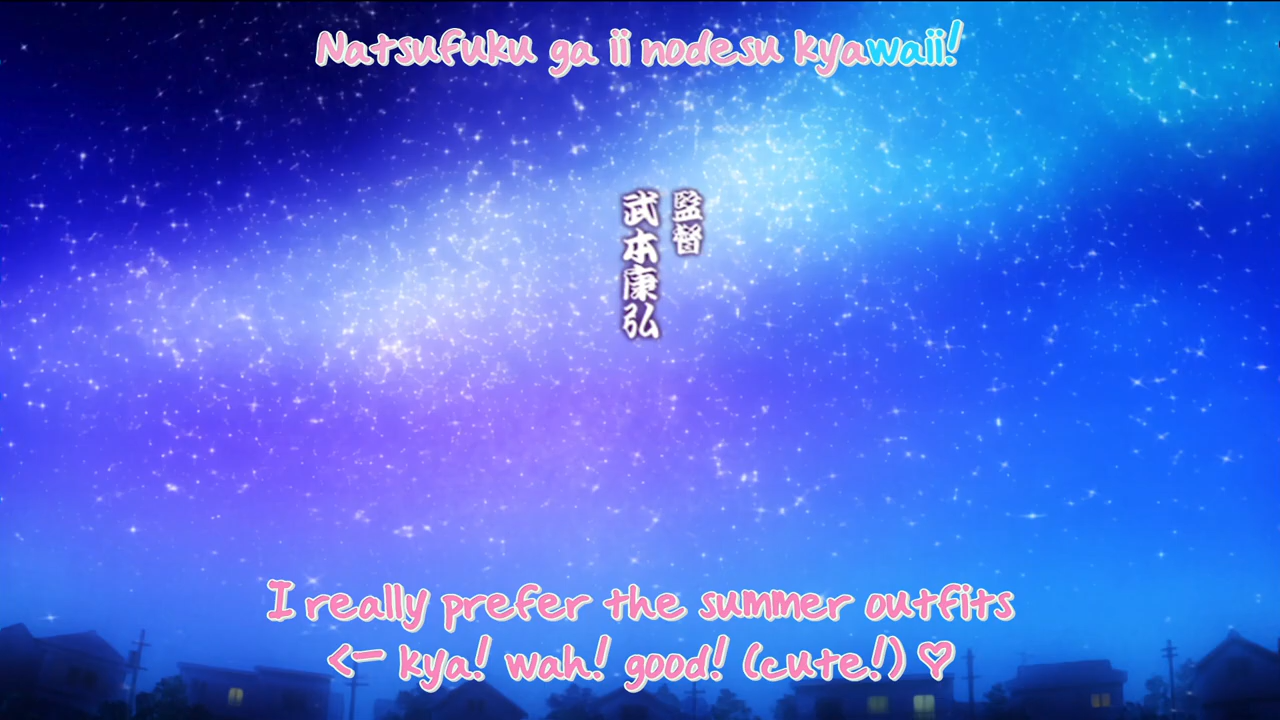 Natsufuku ga ii nodesu kyawaii!
監督
武本康弘
I really prefer the summer outfits
<- kya! wah! good! (cute!) ♡